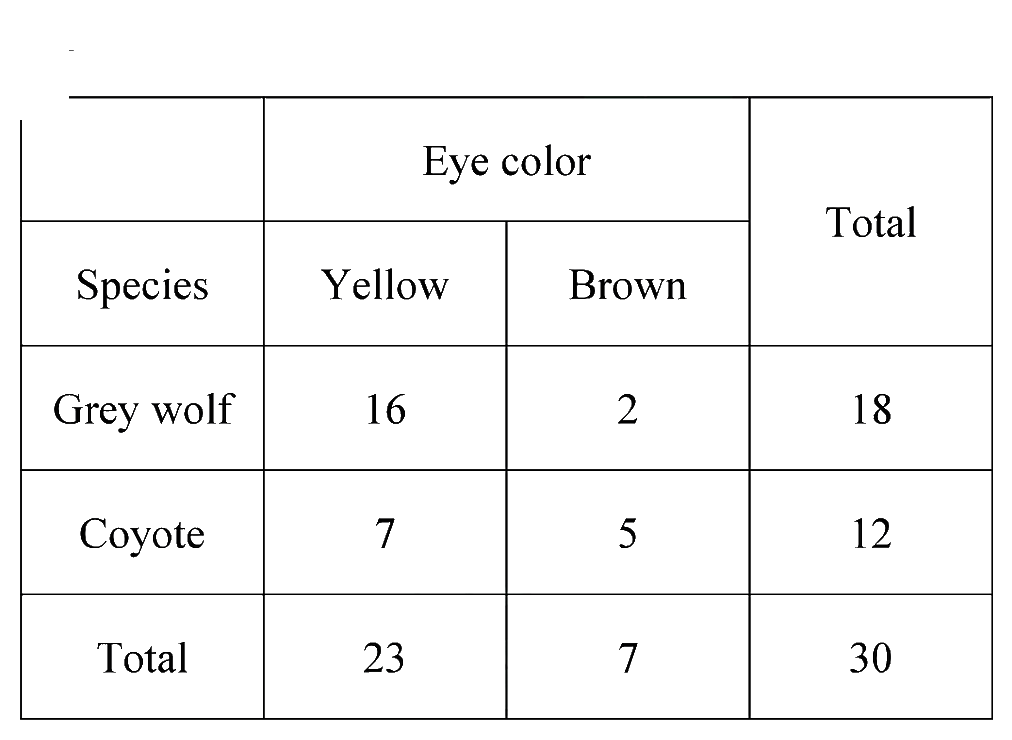 Eye color
Total
Species Yellow Brown
Grey wolf 16 2 18
Coyote 7 5 12
Total 23 7 30